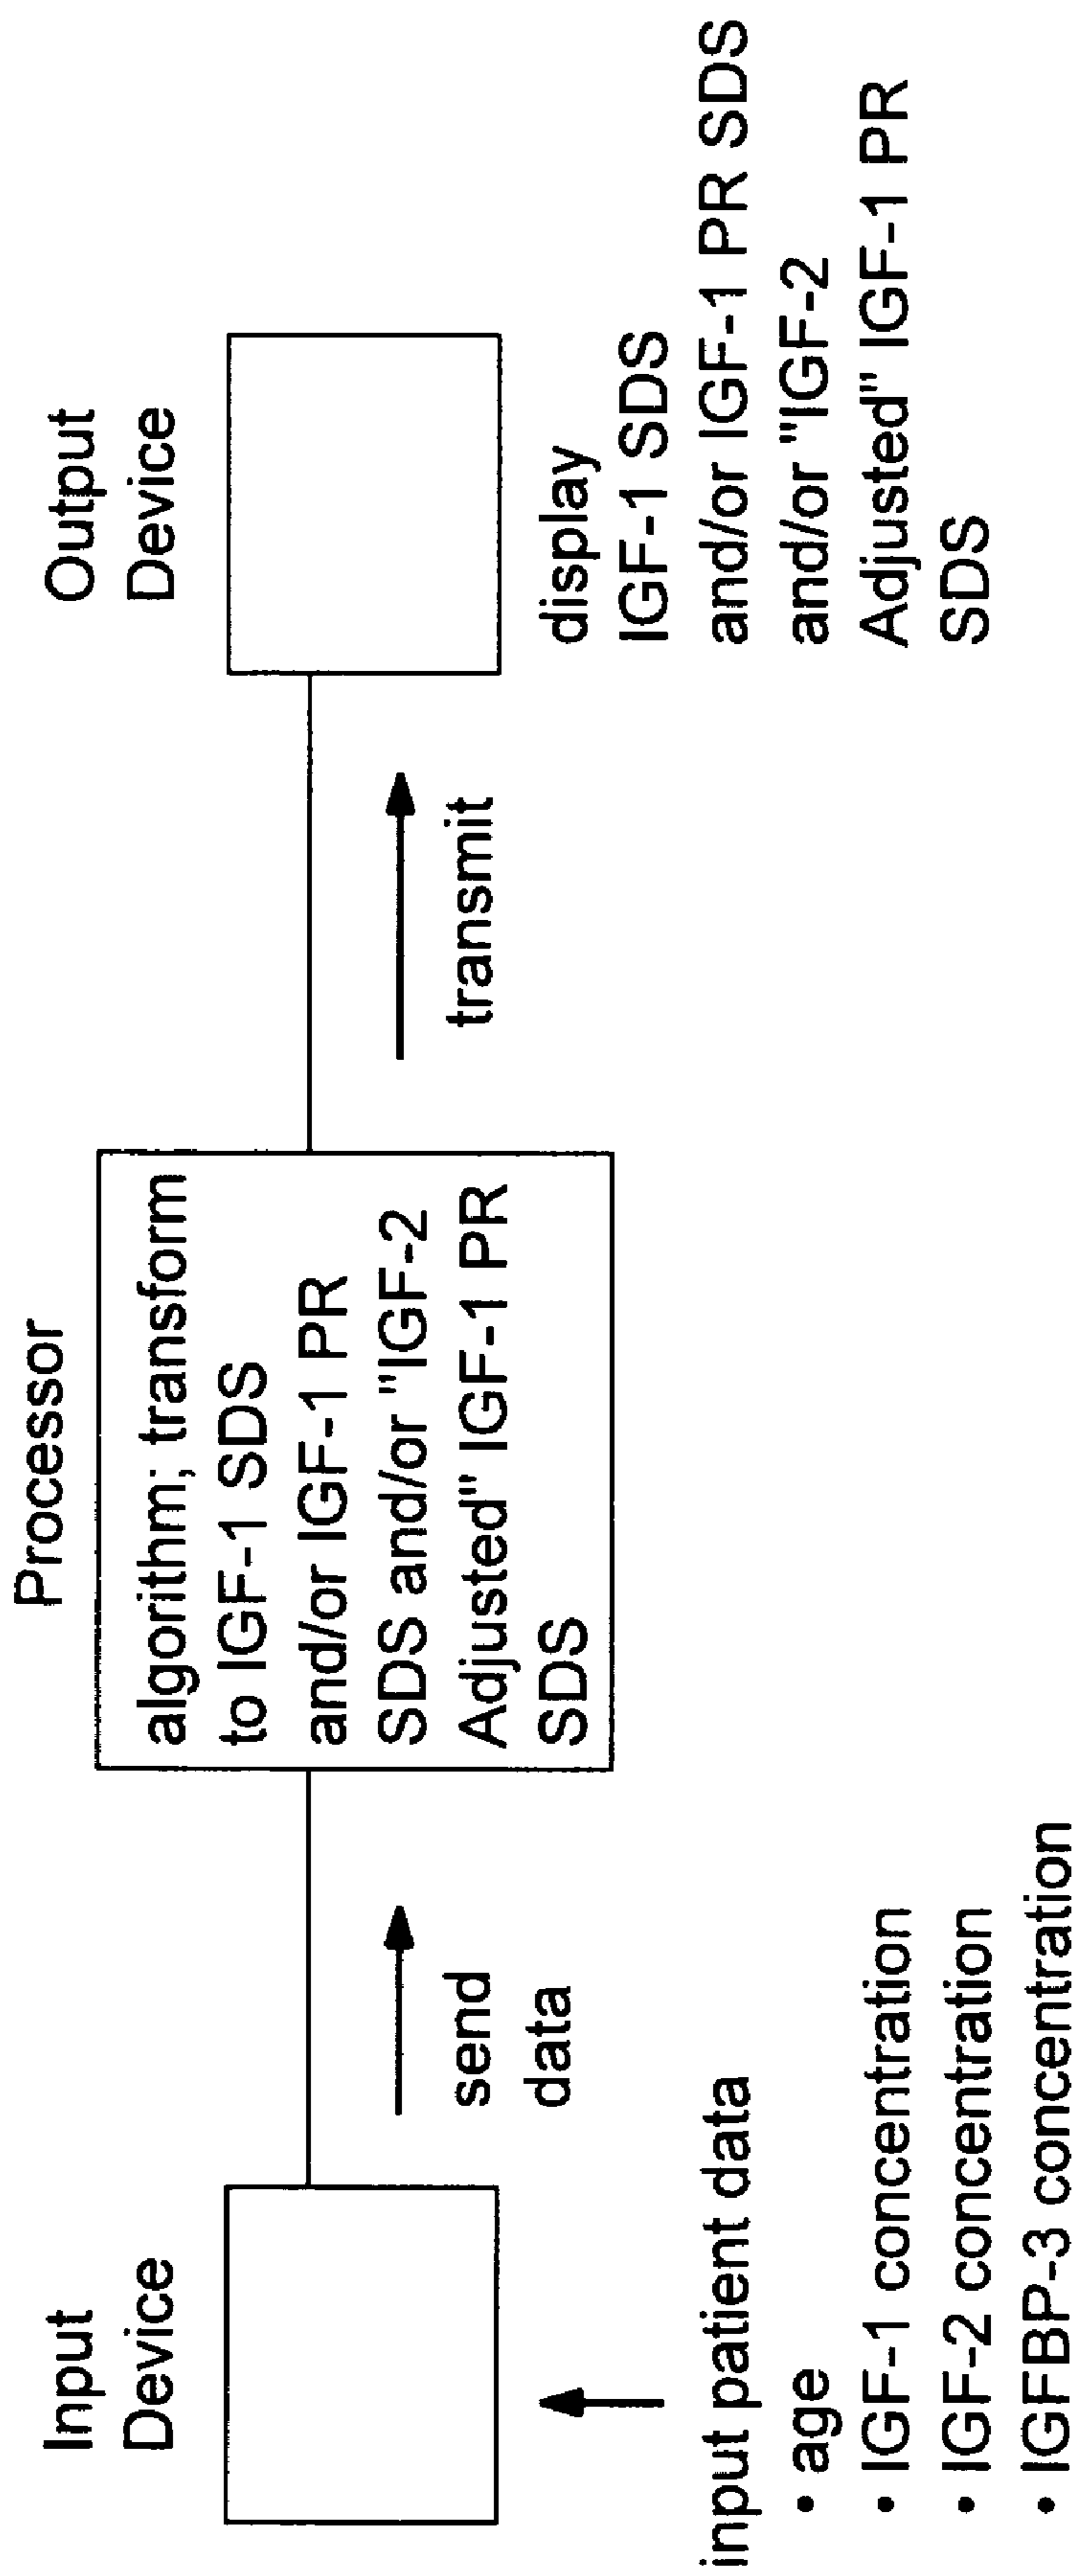 Input
Device
input patient data
• age
• IGF-1 concentration
• IGF-2 concentration
• IGFBP-3 concentration
send
data
Processor
algorithm; transform
to IGF-1 SDS
and/or IGF-1 PR
SDS and/or "IGF-2
Adjusted" IGF-1 PR
SDS
transmit
Output
Device
display
IGF-1 SDS
and/or IGF-1 PR SDS
and/or "IGF-2
Adjusted" IGF-1 PR
SDS